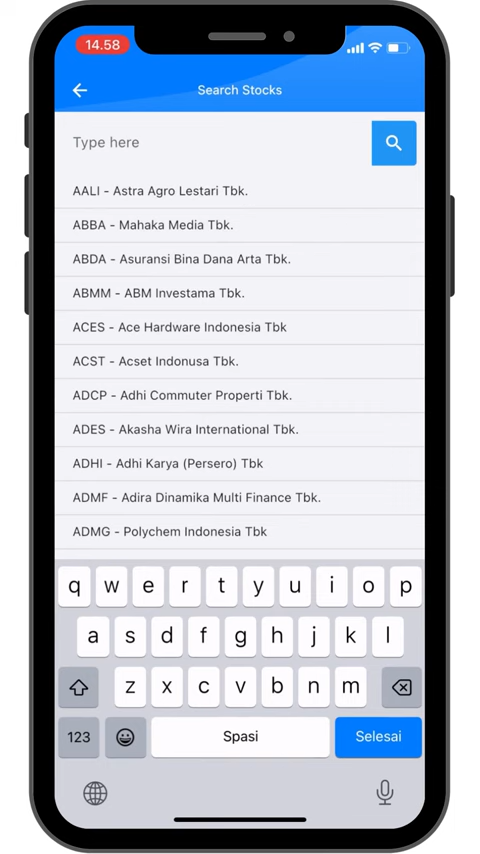 14.58
Search Stocks
Type here
AALI - Astra Agro Lestari Tbk.
ABBA - Mahaka Media Tbk.
ABDA - Asuransi Bina Dana Arta Tbk.
ABMM - ABM Investama Tbk.
ACES - Ace Hardware Indonesia Tbk
ACST - Acset Indonusa Tbk.
ADCP - Adhi Commuter Properti Tbk.
ADES - Akasha Wira International Tbk.
ADHI - Adhi Karya (Persero) Tbk
ADMF - Adira Dinamika Multi Finance Tbk.
ADMG - Polychem Indonesia Tbk
q w e r t y u i o p
a s d f g h j k l
z x c v b n m
123 Spasi Selesai